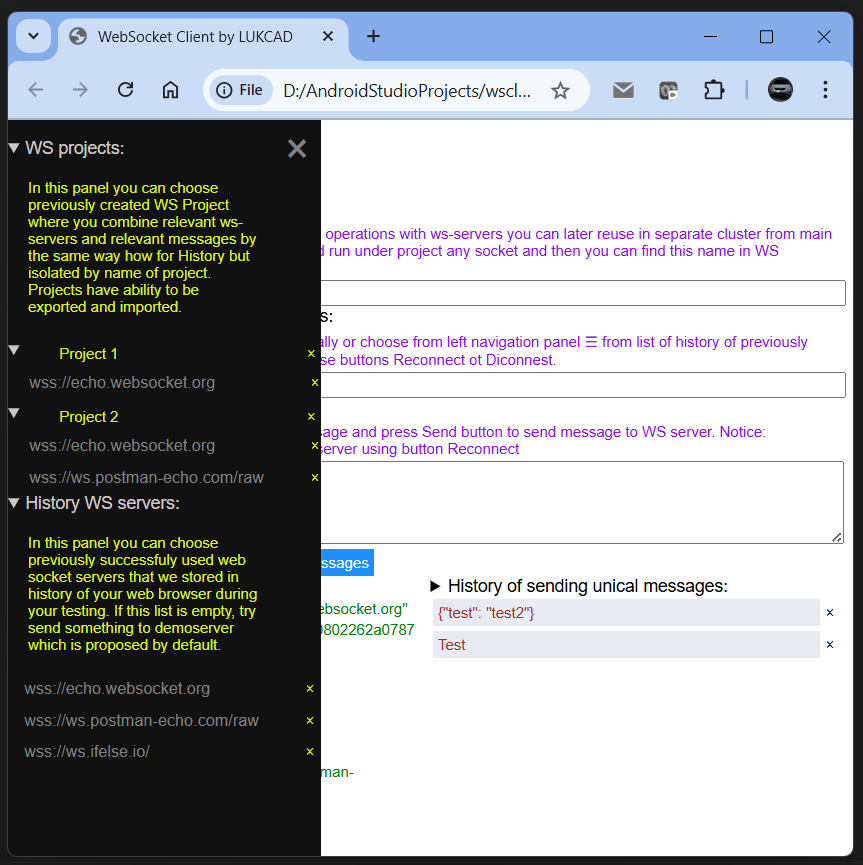 WebSocket Client by LUKCAD
File
D:/AndroidStudioProjects/wscl...
WS projects:
In this panel you can choose
previously created WS Project
where you combine relevant ws-
servers and relevant messages by
the same way how for History but
isolated by name of project.
Projects have ability to be
exported and imported.
Project 1
wss://echo.websocket.org
Project 2
wss://echo.websocket.org
wss://ws.postman-echo.com/raw
History WS servers:
In this panel you can choose
previously successfuly used web
socket servers that we stored in
history of your web browser during
your testing. If this list is empty, try
send something to demoserver
which is proposed by default.
wss://echo.websocket.org
wss://ws.postman-echo.com/raw
wss://ws.ifelse.io/
operations with ws-servers you can later reuse in separate cluster from main
d run under project any socket and then you can find this name in WS
s:
ally or choose from left navigation panel ☰ from list of history of previously
se buttons Reconnect ot Diconnest.
sage and press Send button to send message to WS server. Notice:
server using button Reconnect
ssages
ebsocket.org"
0802262a0787
man-
History of sending unical messages:
{"test": "test2"}
Test